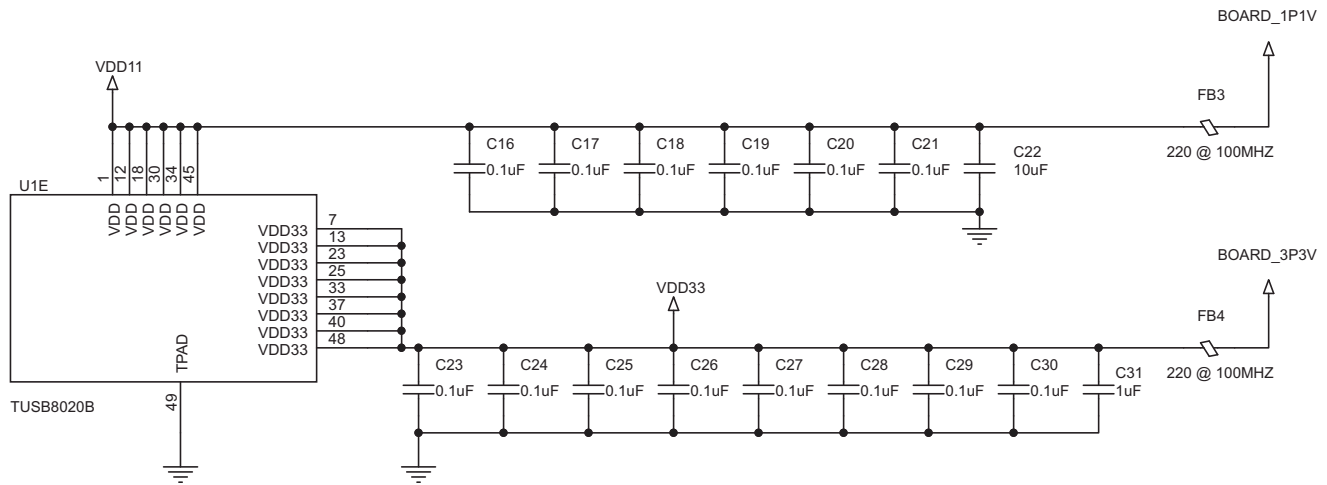 BOARD_1P1V
VDD11
FB3
C16 C17 C18 C19 C20 C21 C22
0.1uF 0.1uF 0.1uF 0.1uF 0.1uF 0.1uF 10uF
220 @ 100MHZ
1 12 18 30 34 45
U1E
VDD VDD VDD VDD VDD VDD
VDD33 7
VDD33 13
VDD33 23
VDD33 25
VDD33 33
VDD33 37
VDD33 40
VDD33 48
BOARD_3P3V
VDD33
FB4
TPAD
C23 C24 C25 C26 C27 C28 C29 C30 C31
0.1uF 0.1uF 0.1uF 0.1uF 0.1uF 0.1uF 0.1uF 0.1uF 1uF
220 @ 100MHZ
49
TUSB8020B